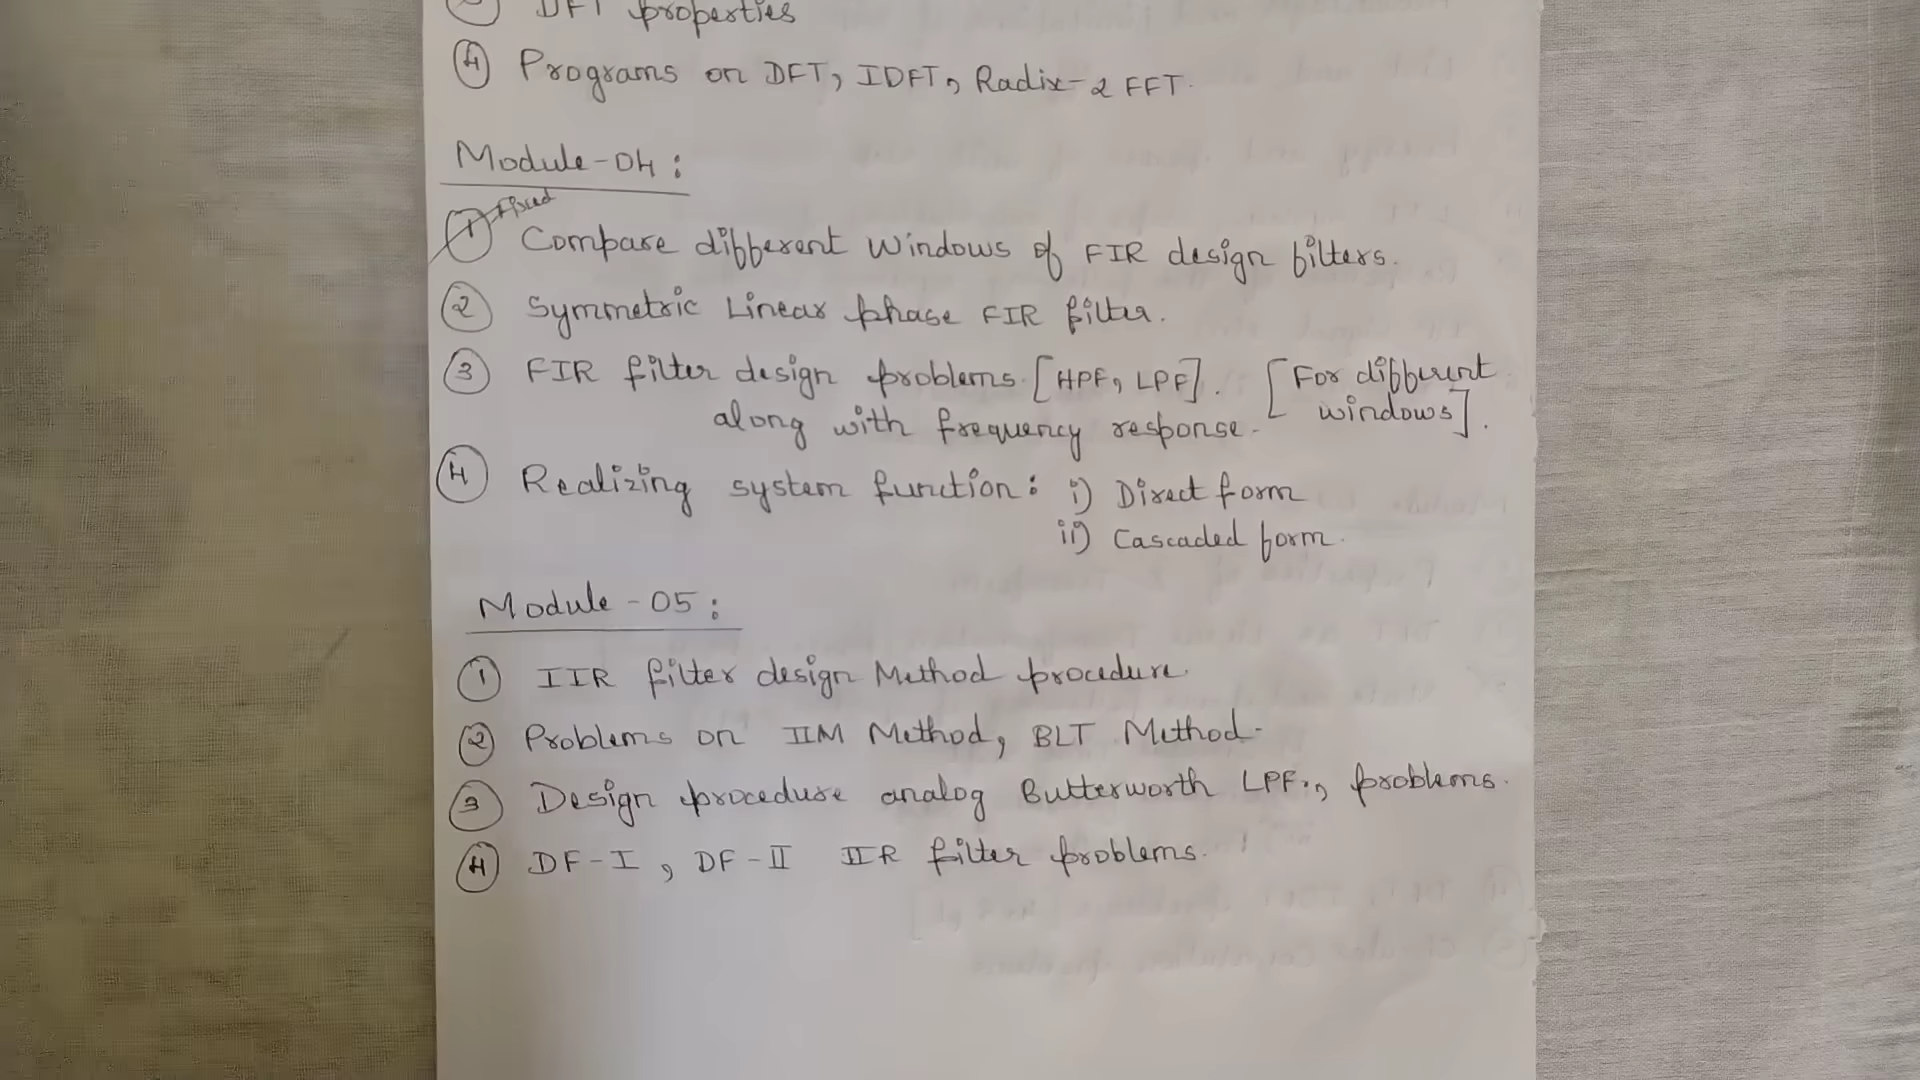 DFT properties
④ Programs on DFT, IDFT, Radix-2 FFT.
Module-04:
Fixed
① Compare different Windows of FIR design filters.
② Symmetric Linear phase FIR filter.
③ FIR filter design problems. [HPF, LPF]. [For different
along with frequency response. windows].
④ Realizing system function: i) Direct form
ii) Cascaded form.
Module-05:
① IIR filter design Method procedure.
② Problems on IIM Method, BLT Method.
③ Design procedure analog Butterworth LPF., problems.
④ DF-I, DF-II IIR filter problems.